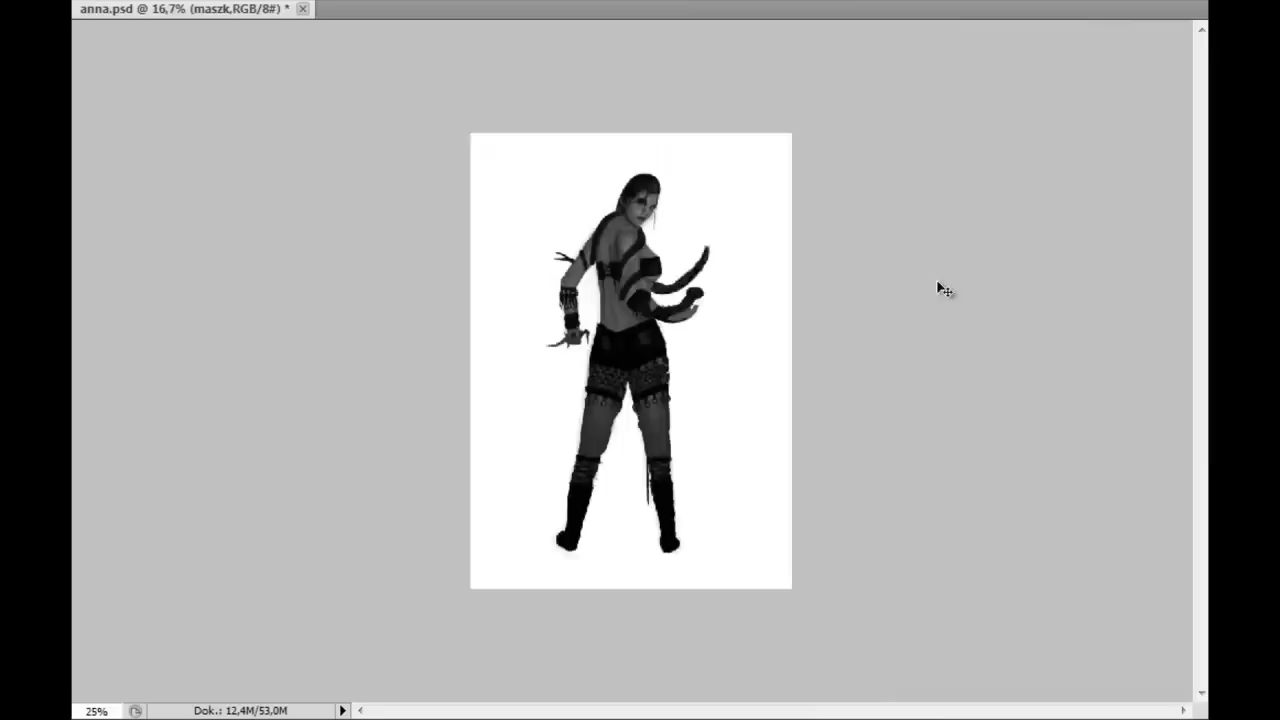 anna.psd @ 16,7% (maszk,RGB/8#) *
25%
Dok.: 12,4M/53,0M